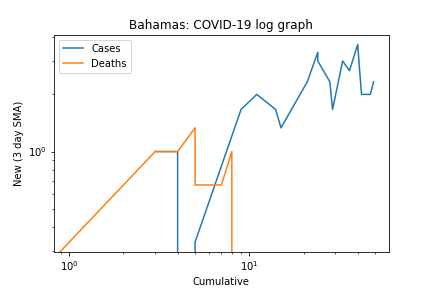 Bahamas: COVID-19 log graph
Cases
Deaths
New (3 day SMA)
10⁰
10⁰
10¹
Cumulative